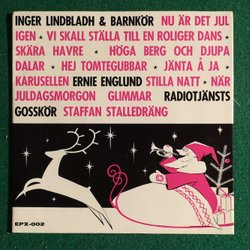 INGER LINDBLADH & BARNKÖR NU ÄR DET JUL
IGEN • VI SKALL STÄLLA TILL EN ROLIGER DANS •
SKÄRA HAVRE • HÖGA BERG OCH DJUPA
DALAR • HEJ TOMTEGUBBAR • JÄNTA Å JA •
KARUSELLEN ERNIE ENGLUND STILLA NATT • NÄR
JULDAGSMORGON GLIMMAR RADIOTJÄNSTS
GOSSKÖR STAFFAN STALLEDRÄNG
EPX-002